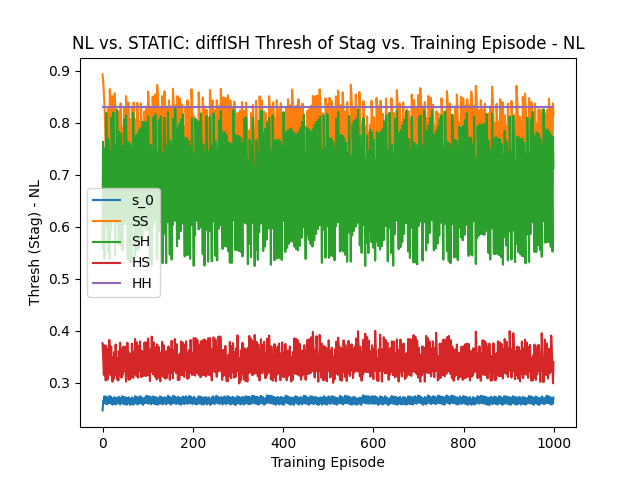 NL vs. STATIC: diffISH Thresh of Stag vs. Training Episode - NL
Thresh (Stag) - NL
0.9
0.8
0.7
0.6
0.5
0.4
0.3
s_0
SS
SH
HS
HH
0 200 400 600 800 1000
Training Episode